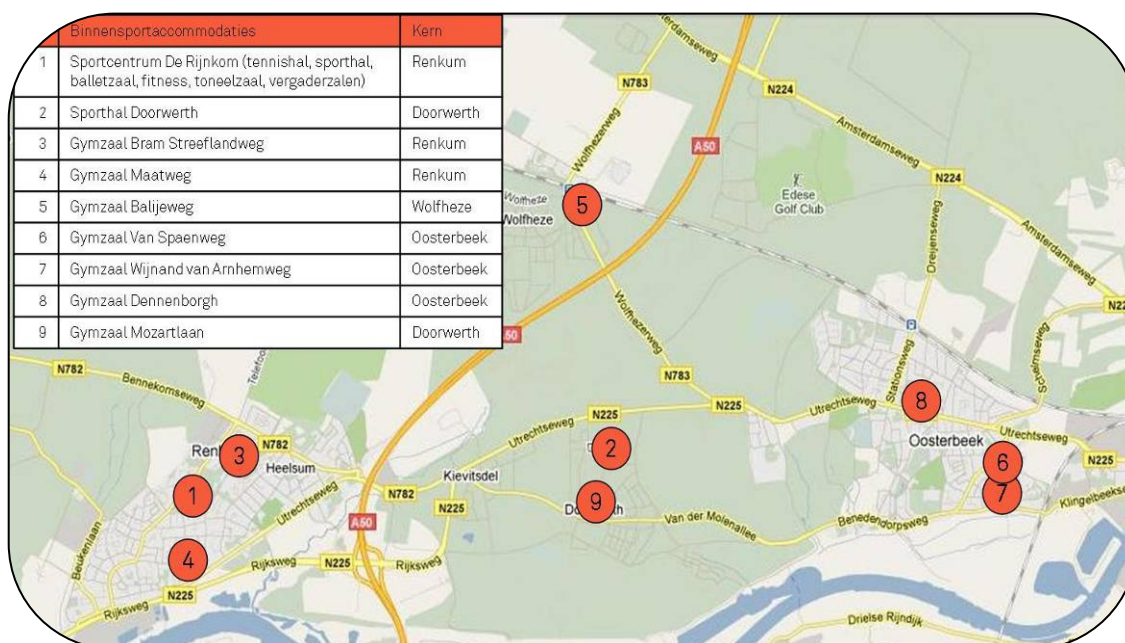 Binnensportaccommodaties Kern
1 Sportcentrum De Rijnkom (tennishal, sporthal, Renkum
balletzaal, fitness, toneelzaal, vergaderzalen)
2 Sporthal Doorwerth Doorwerth
3 Gymzaal Bram Streeflandweg Renkum
4 Gymzaal Maatweg Renkum
5 Gymzaal Balijeweg Wolfheze
6 Gymzaal Van Spaenweg Oosterbeek
7 Gymzaal Wijnand van Arnhemweg Oosterbeek
8 Gymzaal Dennenborgh Oosterbeek
9 Gymzaal Mozartlaan Doorwerth
Amsterdamseweg
N783
N224
Wolfhezerweg
A50
Amsterdamseweg
N224
Wolfheze
5
Edese
Golf Club
Wolfheze
Dreijenseweg
Amsterdamseweg
Wolfhezerweg
Schelmseweg
N782
Bennekomseweg
N783
Stationsweg
N225
N225
Utrechtseweg
8
Utrechtseweg
Oosterbeek
Utrechtseweg
N225
3
N782
Heelsum
2
Kievitsdel
6
1
Utrechtseweg
N782
N225
9
7
Klingelbeekse
Van der Molenallee
Benedendorpsweg
A50
Beukenlaan
4
Rijksweg
N225
Rijksweg
N225
Rijksweg
Drielse Rijndijk